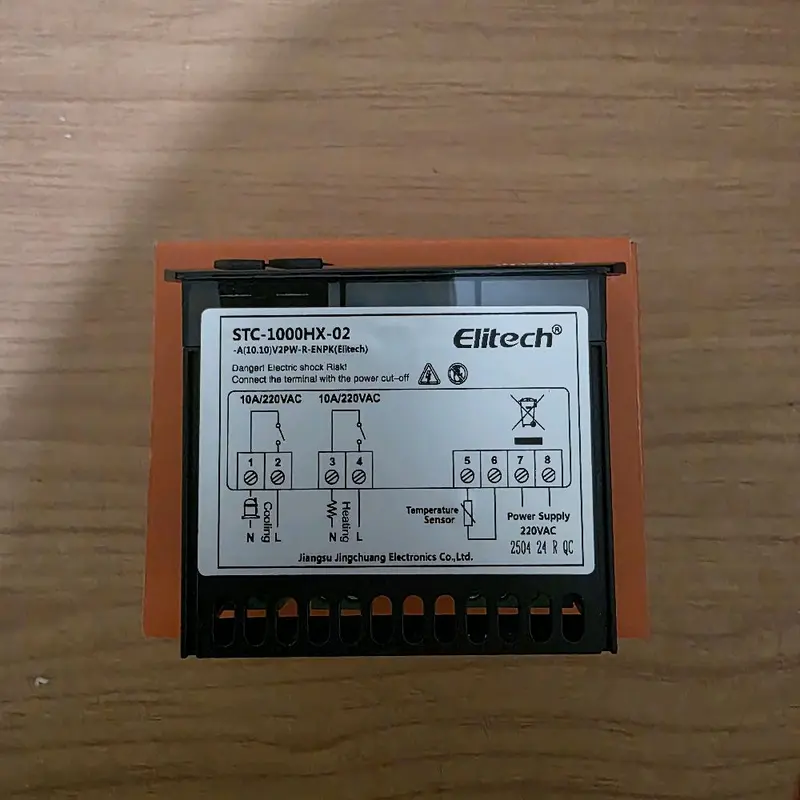 STC-1000HX-02
Elitech®
-A(10.10)V2PW-R-ENPK(Elitech)
Danger! Electric shock Risk!
Connect the terminal with the power cut-off
10A/220VAC
10A/220VAC
1 2 3 4 5 6 7 8
Cooling
Heating
N L N L
Temperature
Sensor
Power Supply
220VAC
2504 24 R QC
Jiangsu Jingchuang Electronics Co.,Ltd.